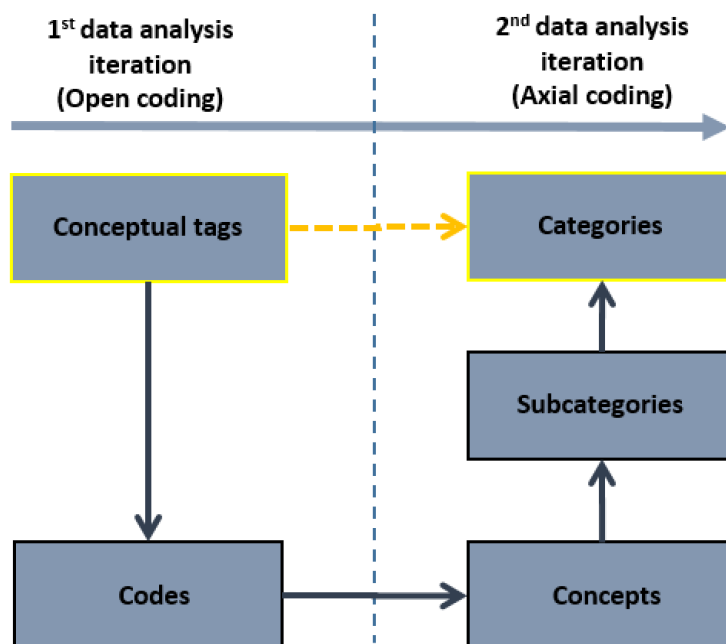 1st data analysis
iteration
(Open coding)
2nd data analysis
iteration
(Axial coding)
Conceptual tags
Categories
Subcategories
Codes
Concepts